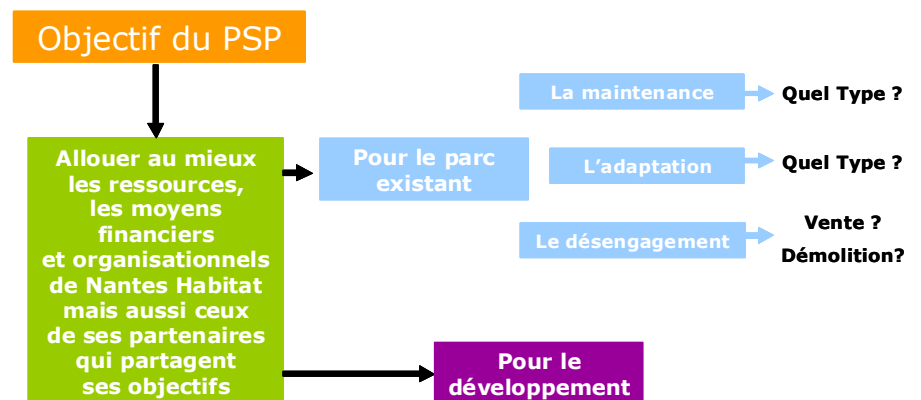 Objectif du PSP
Allouer au mieux
les ressources,
les moyens
financiers
et organisationnels
de Nantes Habitat
mais aussi ceux
de ses partenaires
qui partagent
ses objectifs
Pour le parc
existant
La maintenance
Quel Type ?
L'adaptation
Quel Type ?
Le désengagement
Vente ?
Démolition?
Pour le
développement